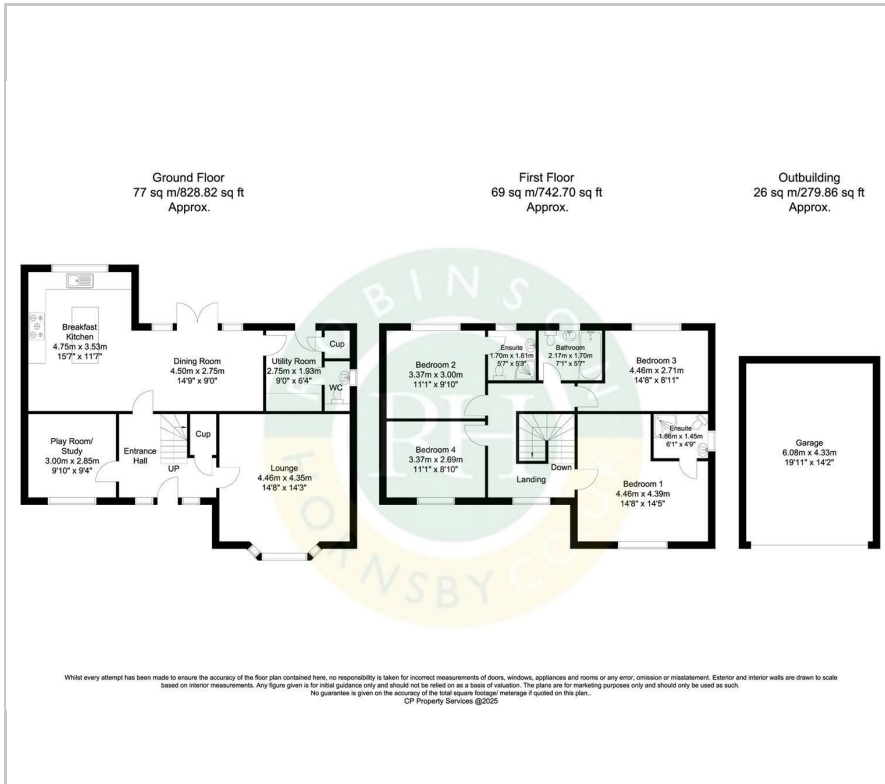 Ground Floor
77 sq m/828.82 sq ft
Approx.
First Floor
69 sq m/742.70 sq ft
Approx.
Outbuilding
26 sq m/279.86 sq ft
Approx.
Breakfast
Kitchen
4.75m x 3.53m
15'7" x 11'7"
Dining Room
4.50m x 2.75m
14'9" x 9'0"
Utility Room
2.75m x 1.93m
9'0" x 6'4"
Cup
WC
Play Room/
Study
3.00m x 2.85m
9'10" x 9'4"
Entrance
Hall
UP
Cup
Lounge
4.46m x 4.35m
14'8" x 14'3"
Bedroom 2
3.37m x 3.00m
11'1" x 9'10"
Ensuite
1.70m x 1.61m
5'7" x 5'3"
Bathroom
2.17m x 1.70m
7'1" x 5'7"
Bedroom 3
4.46m x 2.71m
14'8" x 8'11"
Bedroom 4
3.37m x 2.69m
11'1" x 8'10"
Landing
Down
Ensuite
1.86m x 1.45m
6'1" x 4'9"
Bedroom 1
4.46m x 4.39m
14'8" x 14'5"
Garage
6.08m x 4.33m
19'11" x 14'2"
ROBINSON
RH
HORNSBY.CO
Whilst every attempt has been made to ensure the accuracy of the floor plan contained here, no responsibility is taken for incorrect measurements of doors, windows, appliances and rooms or any error, omission or misstatement. Exterior and interior walls are drawn to scale
based on interior measurements. Any figure given is for initial guidance only and should not be relied on as a basis of valuation. The plans are for marketing purposes only and should only be used as such.
No guarantee is given on the accuracy of the total square footage/ meterage if quoted on this plan..
CP Property Services @2025